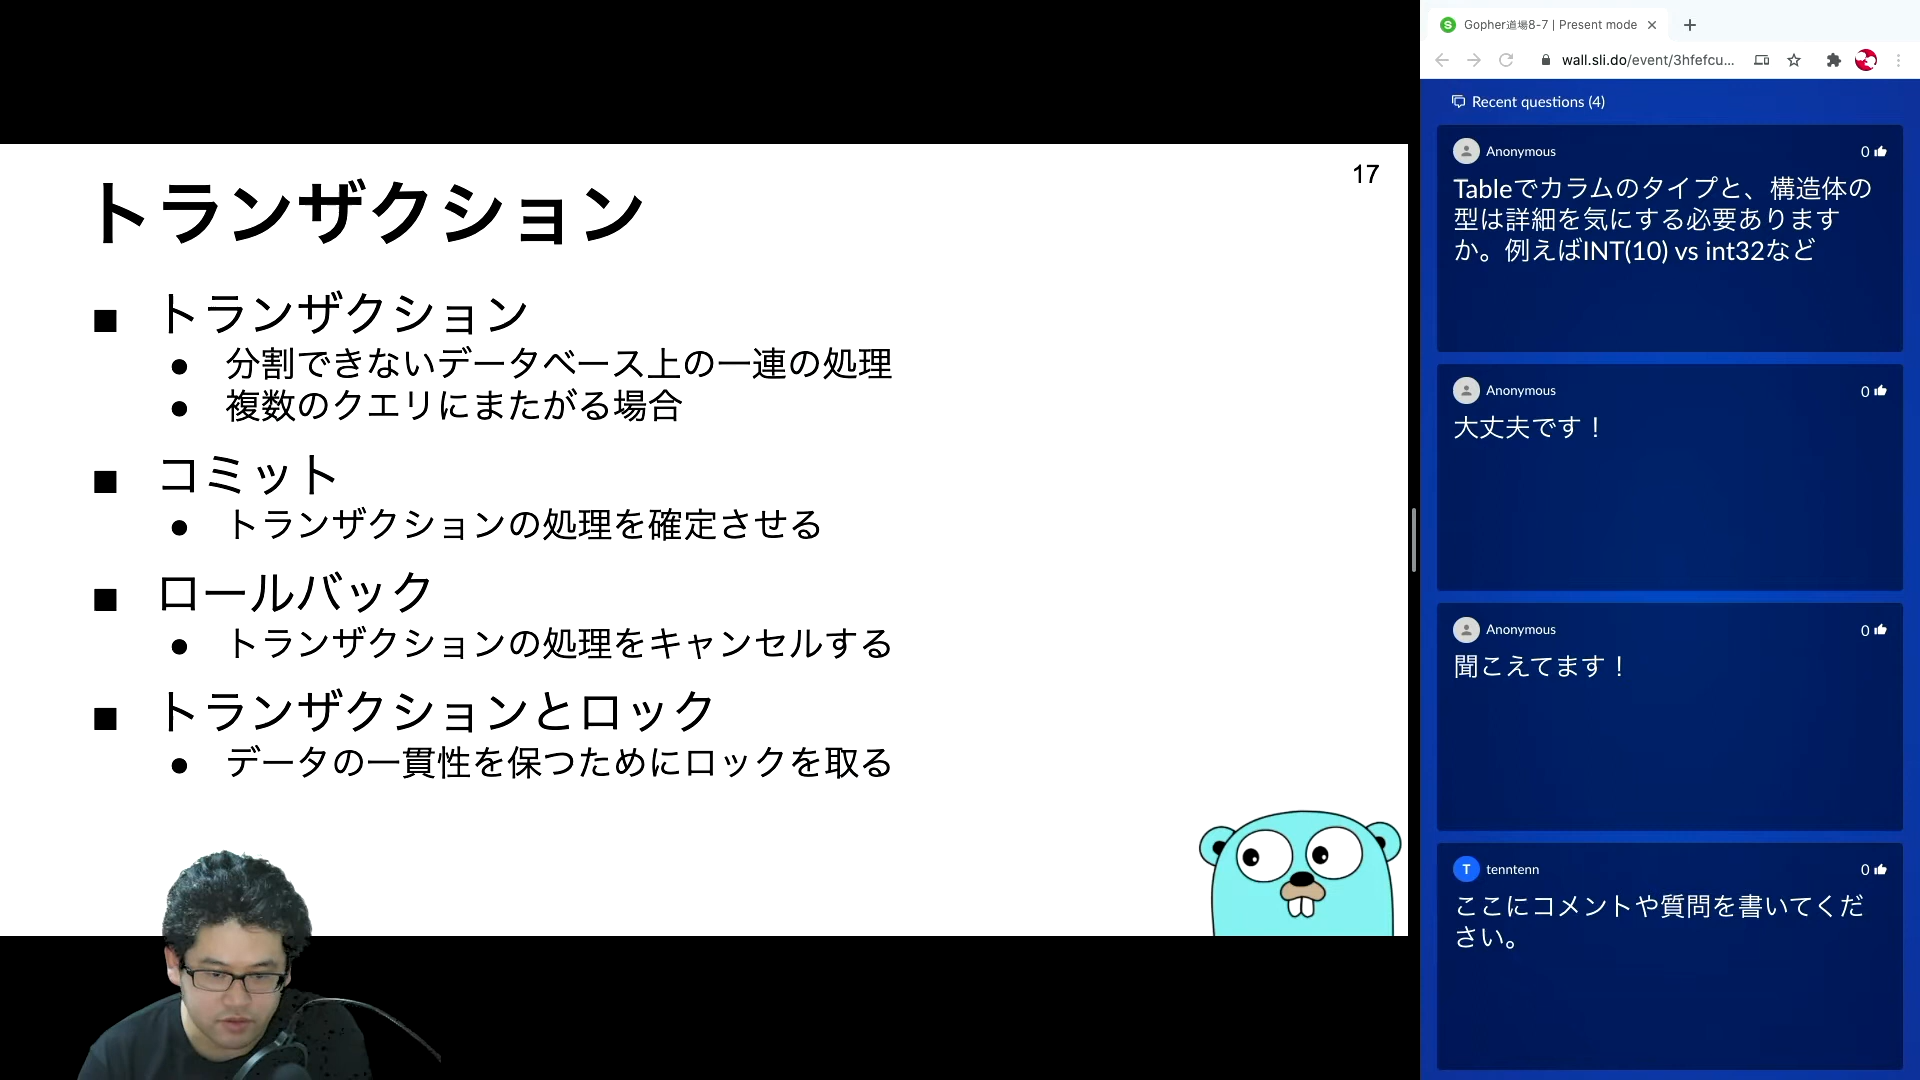 17
トランザクション
■ トランザクション
● 分割できないデータベース上の一連の処理
● 複数のクエリにまたがる場合
■ コミット
● トランザクションの処理を確定させる
■ ロールバック
● トランザクションの処理をキャンセルする
■ トランザクションとロック
● データの一貫性を保つためにロックを取る
Gopher道場8-7 | Present mode
wall.sli.do/event/3hfefcu...
Recent questions (4)
Anonymous
0
Tableでカラムのタイプと、構造体の
型は詳細を気にする必要あります
か。例えばINT(10) vs int32など
Anonymous
0
大丈夫です！
Anonymous
0
聞こえてます！
T tenntenn
0
ここにコメントや質問を書いてくだ
さい。